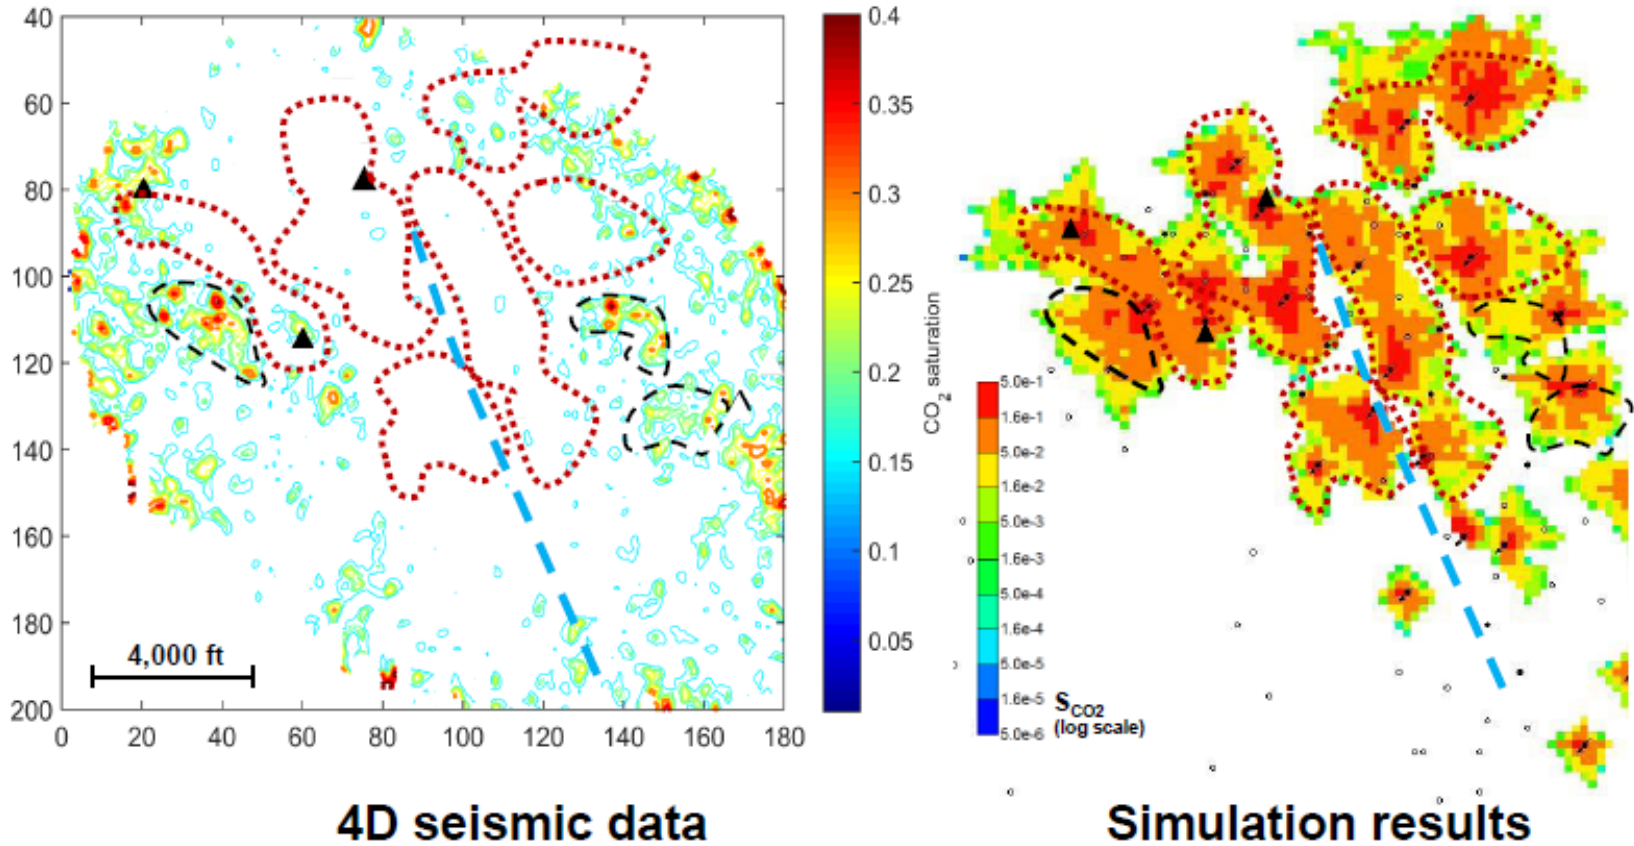 40
60
80
100
120
140
160
180
200
0 20 40 60 80 100 120 140 160 180
4,000 ft
0.4
0.35
0.3
0.25
0.2
0.15
0.1
0.05
CO2 saturation
5.0e-1
1.6e-1
5.0e-2
1.6e-2
5.0e-3
1.6e-3
5.0e-4
1.6e-4
5.0e-5
1.6e-5
5.0e-6
SCO2
(log scale)
4D seismic data
Simulation results